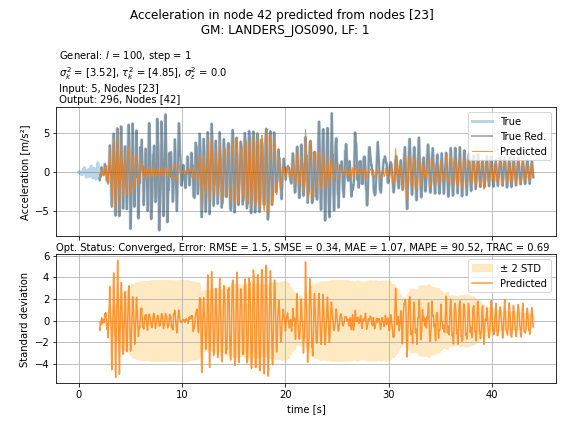 Acceleration in node 42 predicted from nodes [23]
GM: LANDERS_JOS090, LF: 1
General: l = 100, step = 1
σ²ₖ = [3.52], τ²ₖ = [4.85], σ²ε = 0.0
Input: 5, Nodes [23]
Output: 296, Nodes [42]
Acceleration [m/s²]
5
0
−5
True
True Red.
Predicted
Opt. Status: Converged, Error: RMSE = 1.5, SMSE = 0.34, MAE = 1.07, MAPE = 90.52, TRAC = 0.69
Standard deviation
6
4
2
0
−2
−4
± 2 STD
Predicted
0 10 20 30 40
time [s]